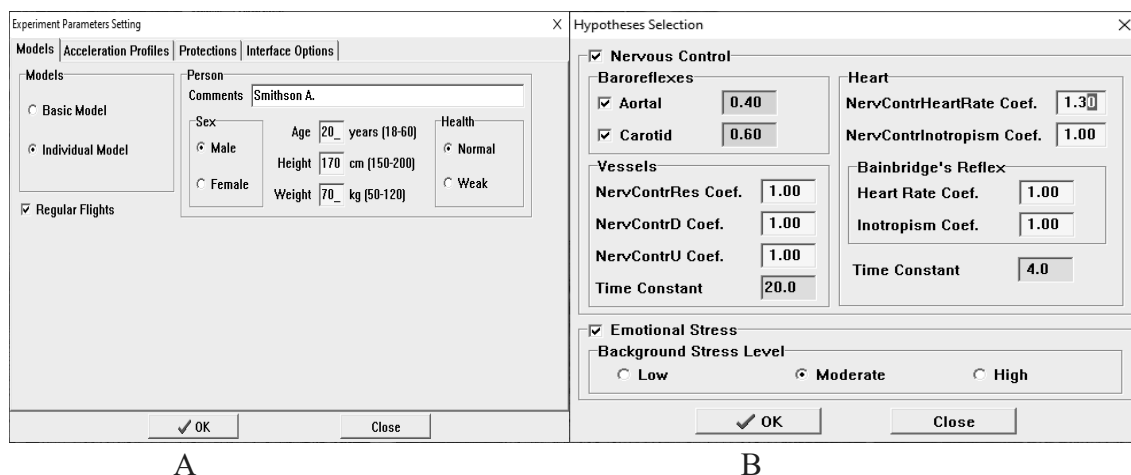 Experiment Parameters Setting X
Models Acceleration Profiles Protections Interface Options
Models
Basic Model
Individual Model
Regular Flights
Person
Comments Smithson A.
Sex
Male
Female
Age 20_ years (18-60)
Height 170 cm (150-200)
Weight 70_ kg (50-120)
Health
Normal
Weak
OK Close
A
Hypotheses Selection X
Nervous Control
Baroreflexes
Aortal 0.40
Carotid 0.60
Vessels
NervContrRes Coef. 1.00
NervContrD Coef. 1.00
NervContrU Coef. 1.00
Time Constant 20.0
Heart
NervContrHeartRate Coef. 1.30
NervContrInotropism Coef. 1.00
Bainbridge's Reflex
Heart Rate Coef. 1.00
Inotropism Coef. 1.00
Time Constant 4.0
Emotional Stress
Background Stress Level
Low Moderate High
OK Close
B